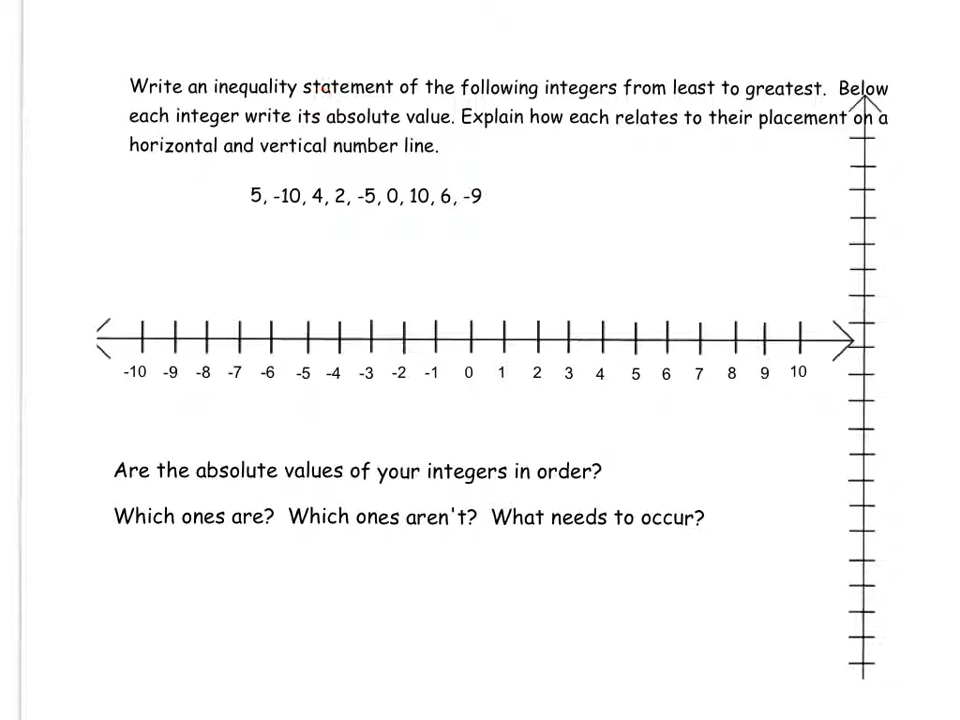 Write an inequality statement of the following integers from least to greatest. Below
each integer write its absolute value. Explain how each relates to their placement on a
horizontal and vertical number line.
5, -10, 4, 2, -5, 0, 10, 6, -9
-10 -9 -8 -7 -6 -5 -4 -3 -2 -1 0 1 2 3 4 5 6 7 8 9 10
Are the absolute values of your integers in order?
Which ones are? Which ones aren't? What needs to occur?